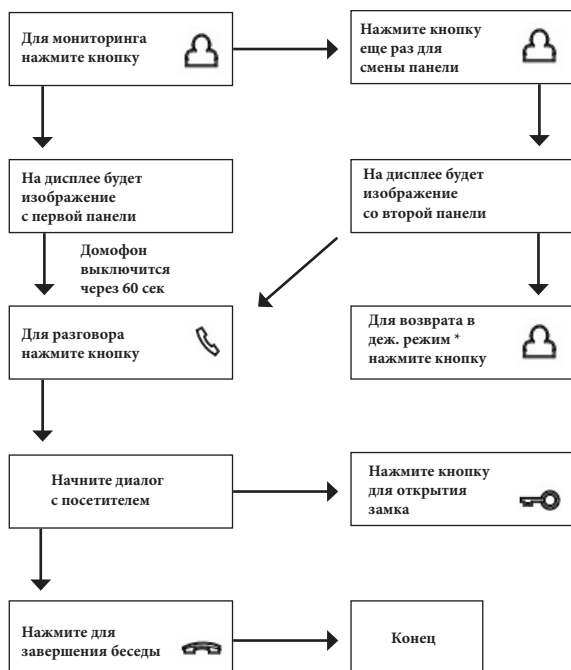 Для мониторинга
нажмите кнопку
Нажмите кнопку
еще раз для
смены панели
На дисплее будет
изображение
с первой панели
На дисплее будет
изображение
со второй панели
Домофон
выключится
через 60 сек
Для разговора
нажмите кнопку
Для возврата в
деж. режим *
нажмите кнопку
Начните диалог
с посетителем
Нажмите кнопку
для открытия
замка
Нажмите для
завершения беседы
Конец